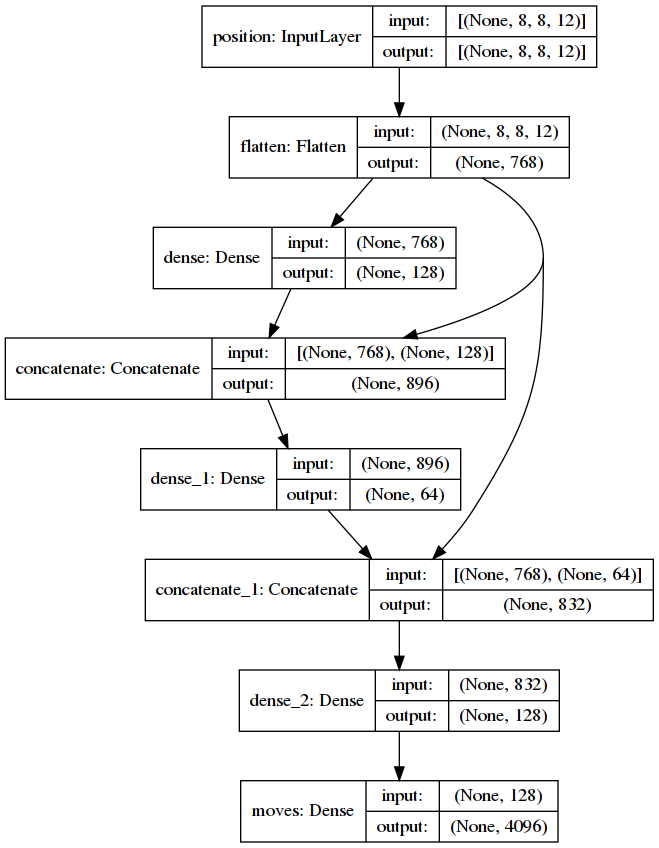 position: InputLayer
input: [(None, 8, 8, 12)]
output: [(None, 8, 8, 12)]
flatten: Flatten
input: (None, 8, 8, 12)
output: (None, 768)
dense: Dense
input: (None, 768)
output: (None, 128)
concatenate: Concatenate
input: [(None, 768), (None, 128)]
output: (None, 896)
dense_1: Dense
input: (None, 896)
output: (None, 64)
concatenate_1: Concatenate
input: [(None, 768), (None, 64)]
output: (None, 832)
dense_2: Dense
input: (None, 832)
output: (None, 128)
moves: Dense
input: (None, 128)
output: (None, 4096)